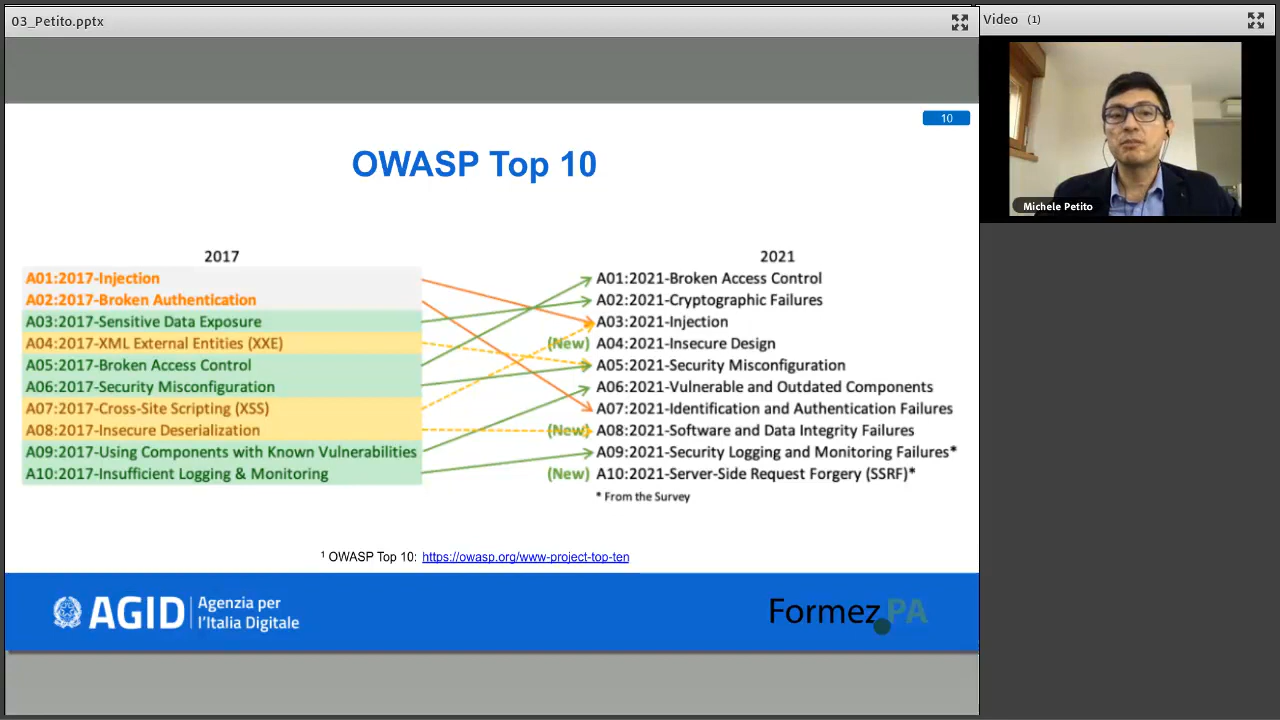 03_Petito.pptx
Video (1)
10
OWASP Top 10
2017
A01:2017-Injection
A02:2017-Broken Authentication
A03:2017-Sensitive Data Exposure
A04:2017-XML External Entities (XXE)
A05:2017-Broken Access Control
A06:2017-Security Misconfiguration
A07:2017-Cross-Site Scripting (XSS)
A08:2017-Insecure Deserialization
A09:2017-Using Components with Known Vulnerabilities
A10:2017-Insufficient Logging & Monitoring
2021
A01:2021-Broken Access Control
A02:2021-Cryptographic Failures
A03:2021-Injection
(New) A04:2021-Insecure Design
A05:2021-Security Misconfiguration
A06:2021-Vulnerable and Outdated Components
A07:2021-Identification and Authentication Failures
(New) A08:2021-Software and Data Integrity Failures
A09:2021-Security Logging and Monitoring Failures*
(New) A10:2021-Server-Side Request Forgery (SSRF)*
* From the Survey
¹ OWASP Top 10: https://owasp.org/www-project-top-ten
AGID Agenzia per
l'Italia Digitale
Formez PA
Michele Petito